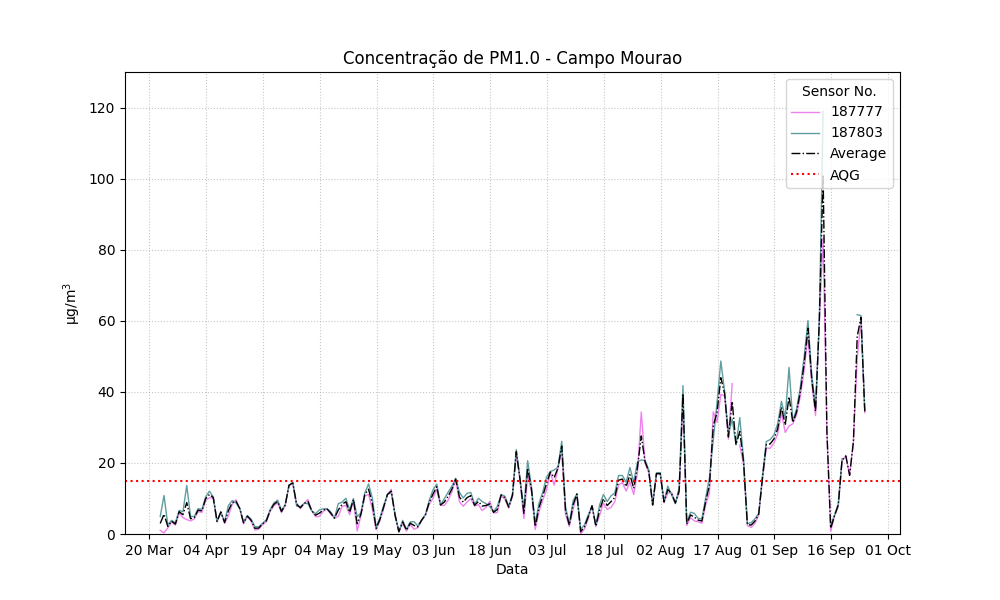 Concentração de PM1.0 - Campo Mourao
Sensor No.
187777
187803
Average
AQG
120
100
80
60
40
20
0
µg/m³
20 Mar 04 Apr 19 Apr 04 May 19 May 03 Jun 18 Jun 03 Jul 18 Jul 02 Aug 17 Aug 01 Sep 16 Sep 01 Oct
Data